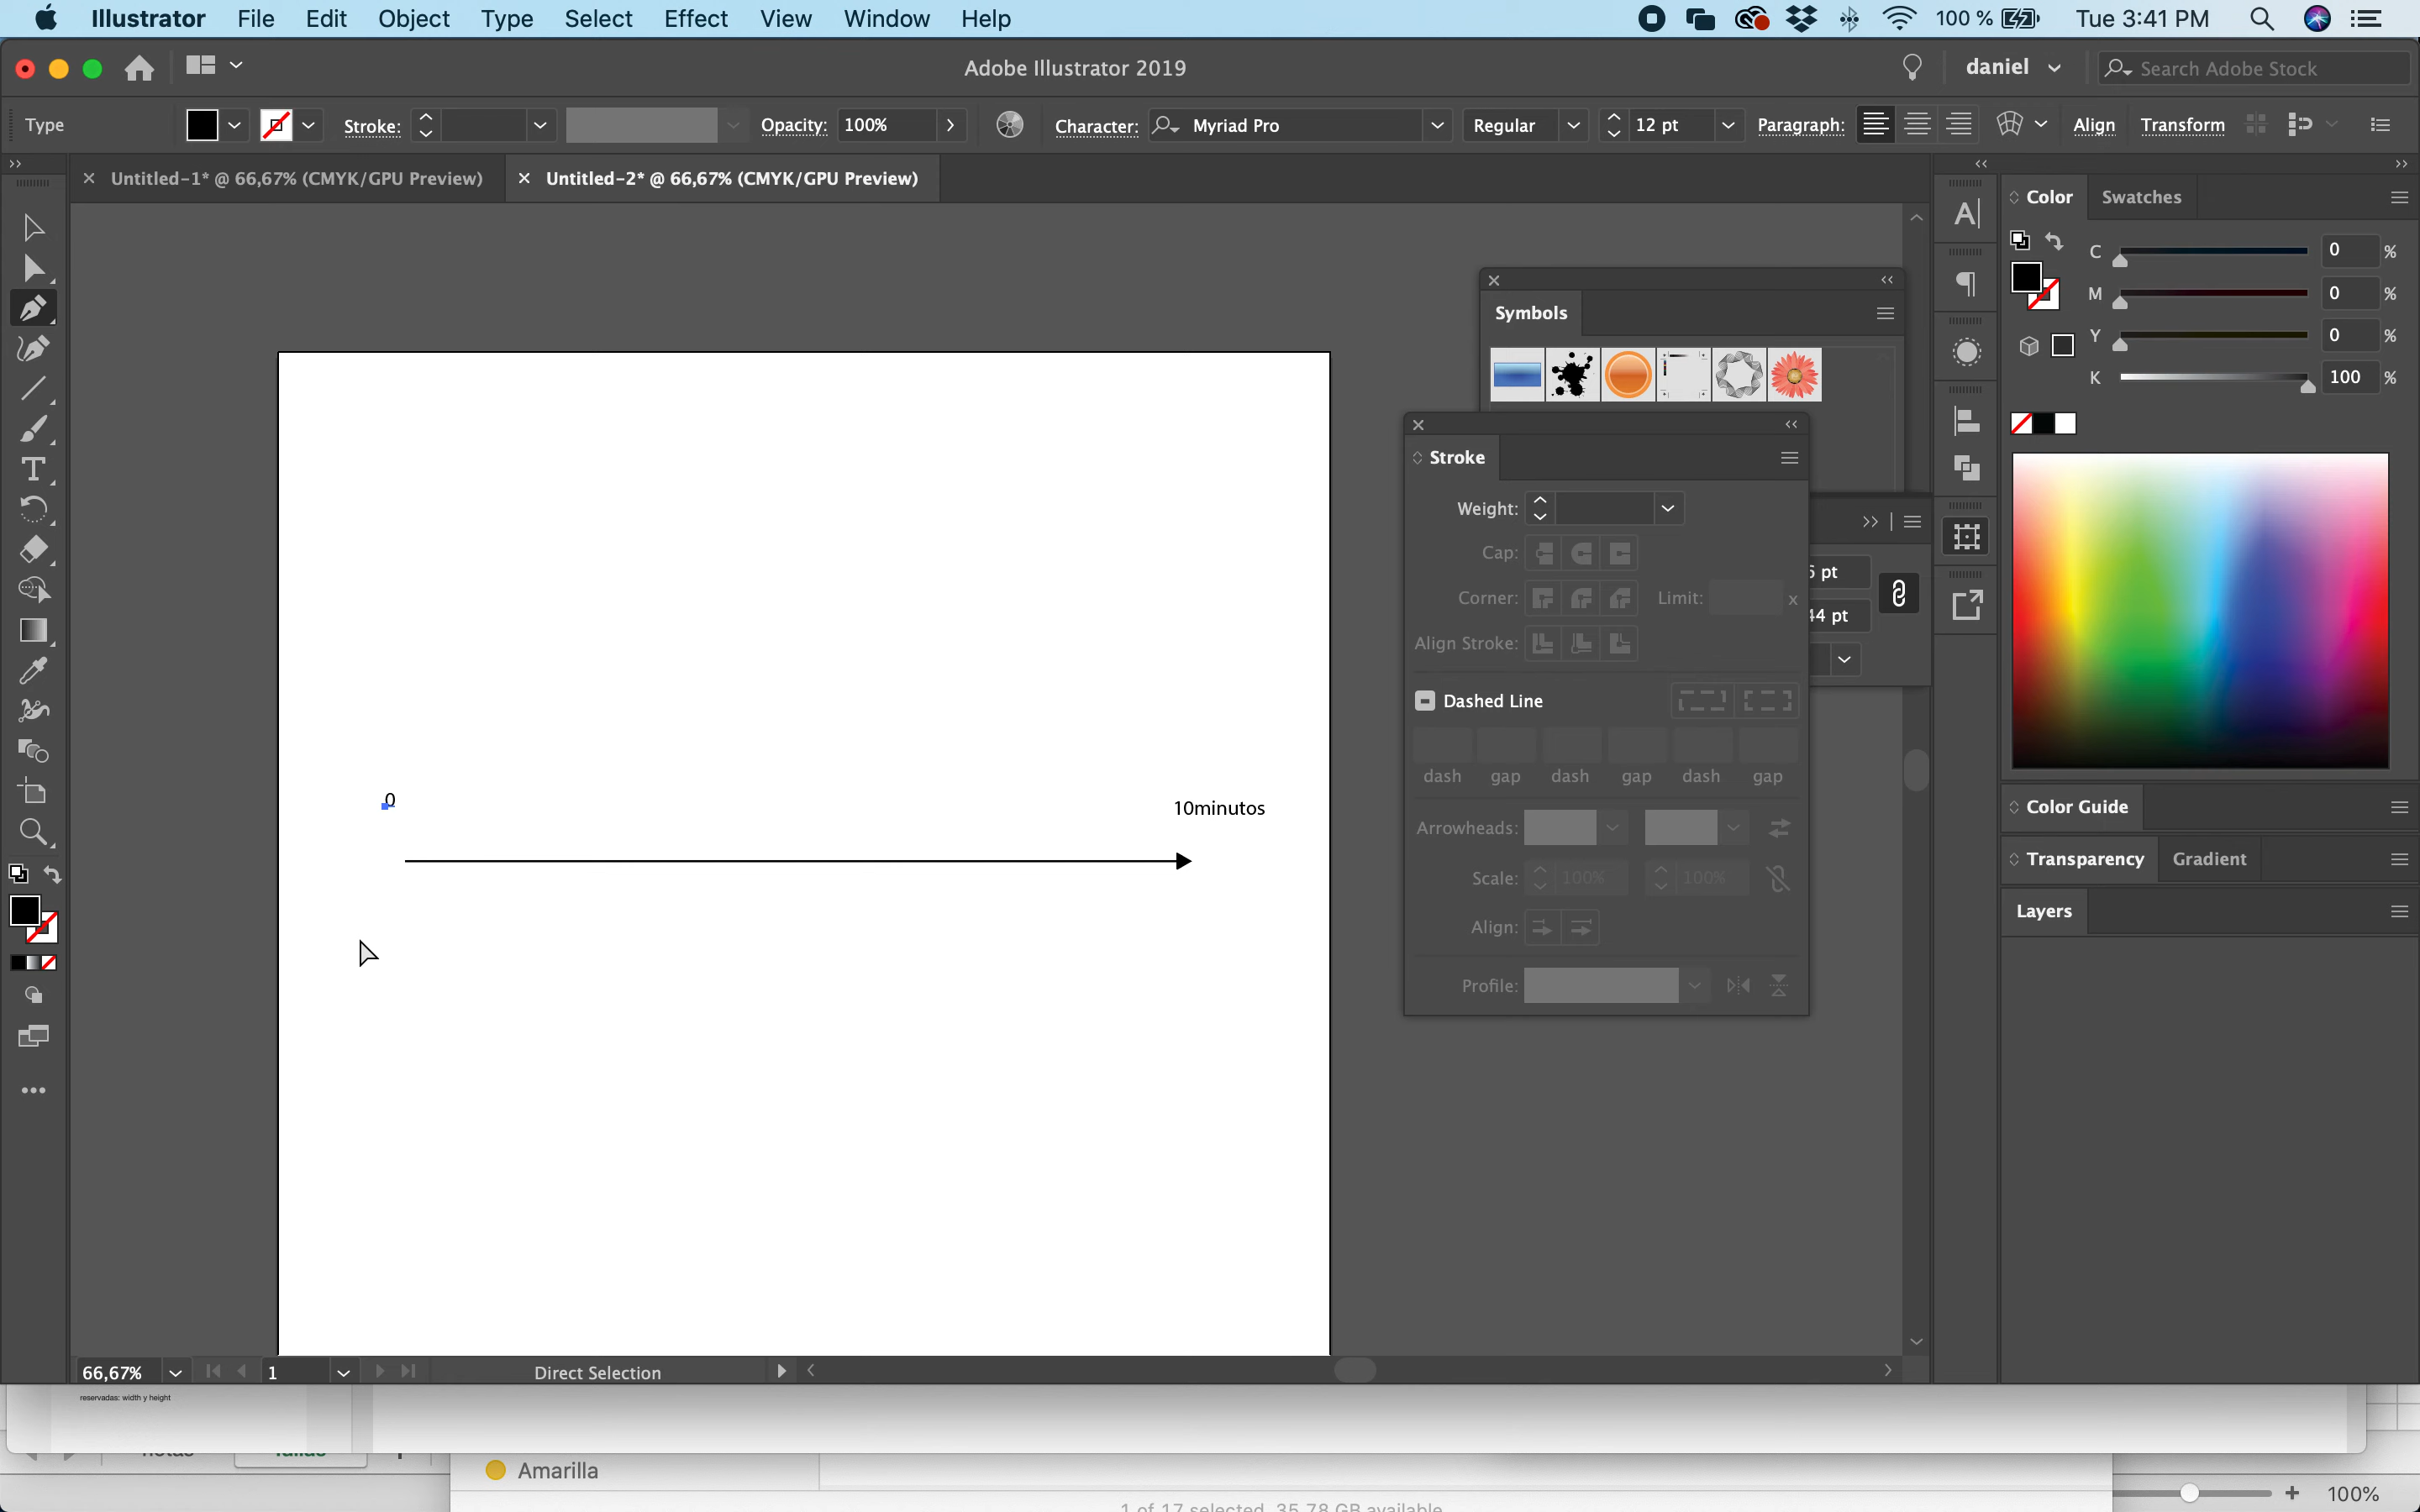 Illustrator File Edit Object Type Select Effect View Window Help 100 % Tue 3:41 PM
Adobe Illustrator 2019 daniel Search Adobe Stock
Type Stroke: Opacity: 100% Character: Myriad Pro Regular 12 pt Paragraph: Align Transform
Untitled-1* @ 66,67% (CMYK/GPU Preview) Untitled-2* @ 66,67% (CMYK/GPU Preview)
Color Swatches
C 0 %
M 0 %
Y 0 %
K 100 %
Symbols
Stroke
Weight:
Cap:
Corner: Limit: x
Align Stroke:
Dashed Line
dash gap dash gap dash gap
Arrowheads:
Scale: 100% 100%
Align:
Profile:
pt
44 pt
0
10minutos
Color Guide
Transparency Gradient
Layers
66,67% 1 Direct Selection
reservadas: width y height
Amarilla
1 of 17 selected, 35,78 GB available
100%